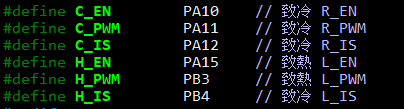 #define C_EN PA10 // 致冷 R_EN
#define C_PWM PA11 // 致冷 R_PWM
#define C_IS PA12 // 致冷 R_IS
#define H_EN PA15 // 致熱 L_EN
#define H_PWM PB3 // 致熱 L_PWM
#define H_IS PB4 // 致冷 L_IS